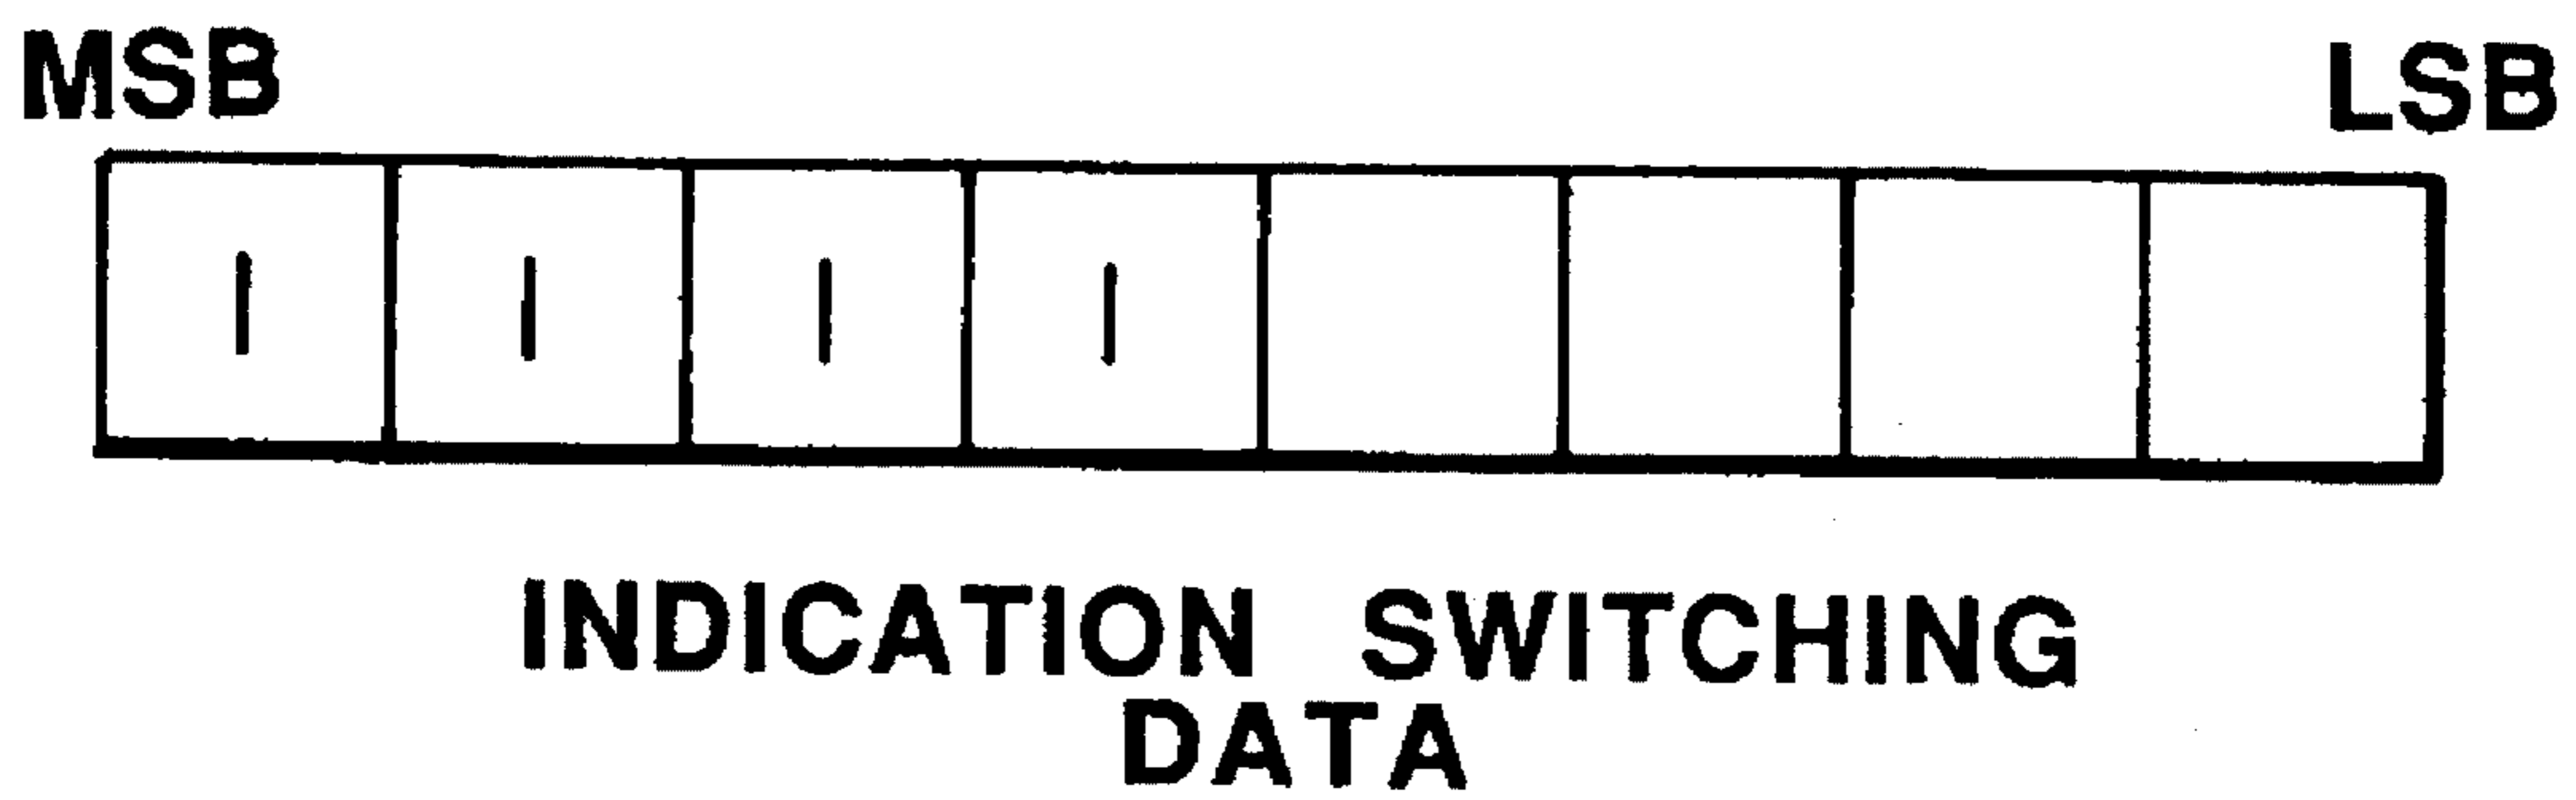 MSB LSB
1 1 1 1
INDICATION SWITCHING
DATA